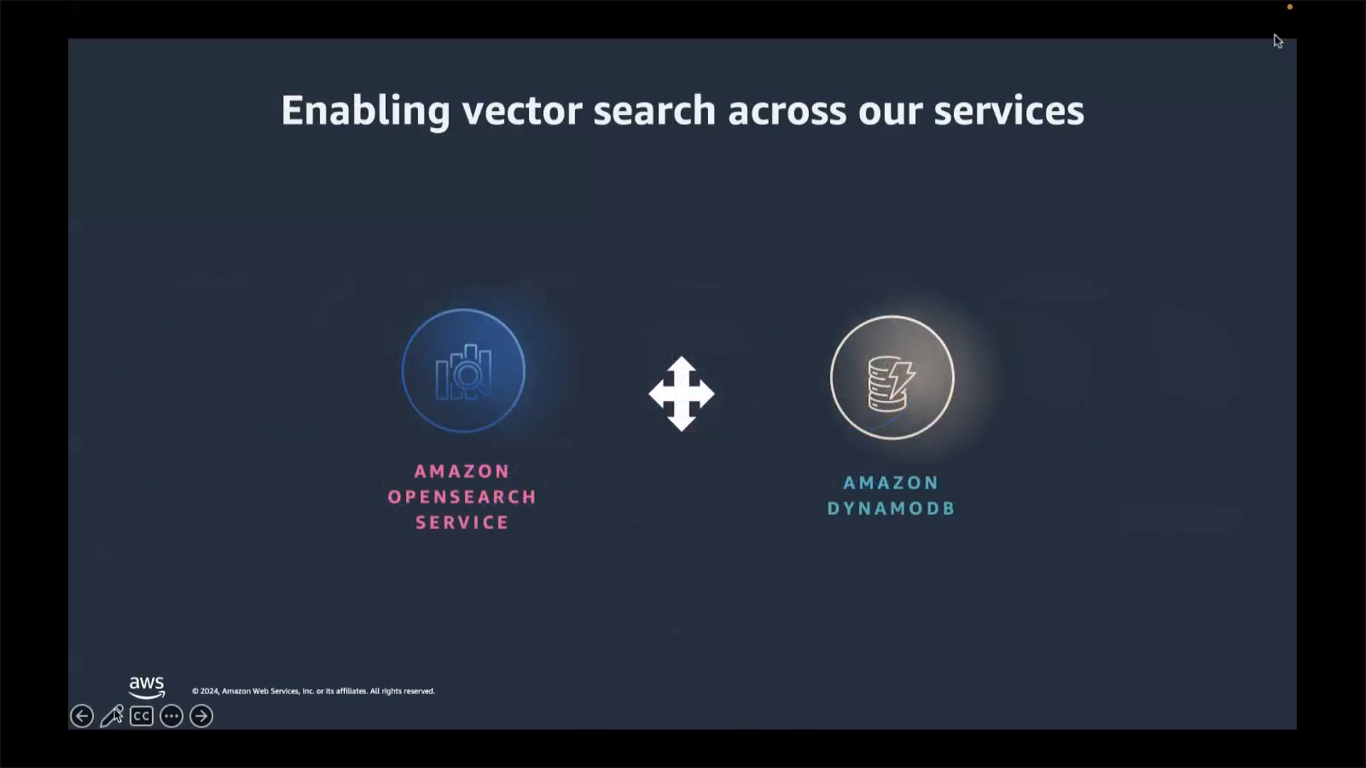 Enabling vector search across our services
AMAZON
OPENSEARCH
SERVICE
AMAZON
DYNAMODB
aws
© 2024, Amazon Web Services, Inc. or its affiliates. All rights reserved.
CC